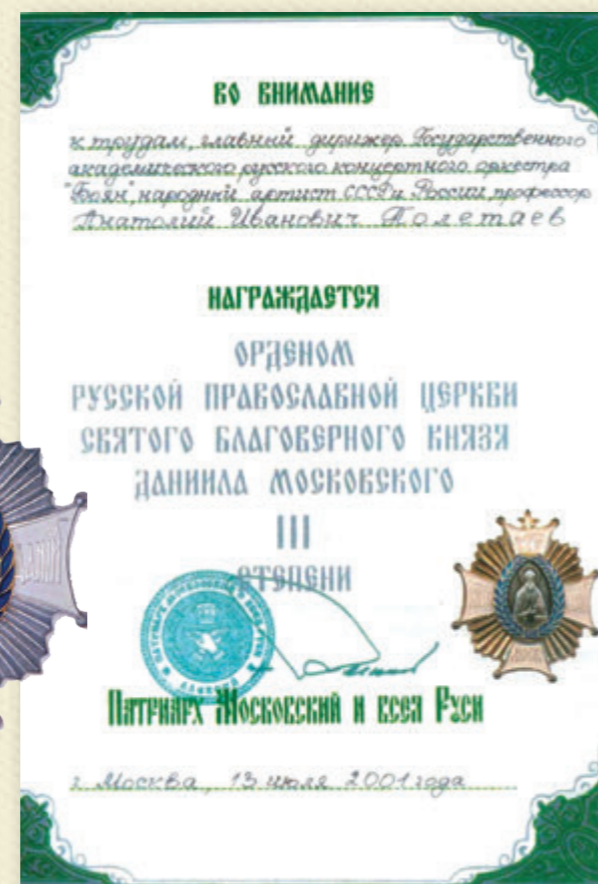 ВО ВНИМАНИЕ
к трудам, главный дирижер Государственного
академического русского концертного оркестра
"Боян", народный артист СССР и России, профессор
Анатолий Иванович Полетаев
НАГРАЖДАЕТСЯ
ОРДЕНОМ
РУССКОЙ ПРАВОСЛАВНОЙ ЦЕРКВИ
СВЯТОГО БЛАГОВЕРНОГО КНЯЗЯ
ДАНИИЛА МОСКОВСКОГО
III
СТЕПЕНИ
ПАТРИАРХ МОСКОВСКИЙ И ВСЕЯ РУСИ
г. Москва, 13 июля 2001 года